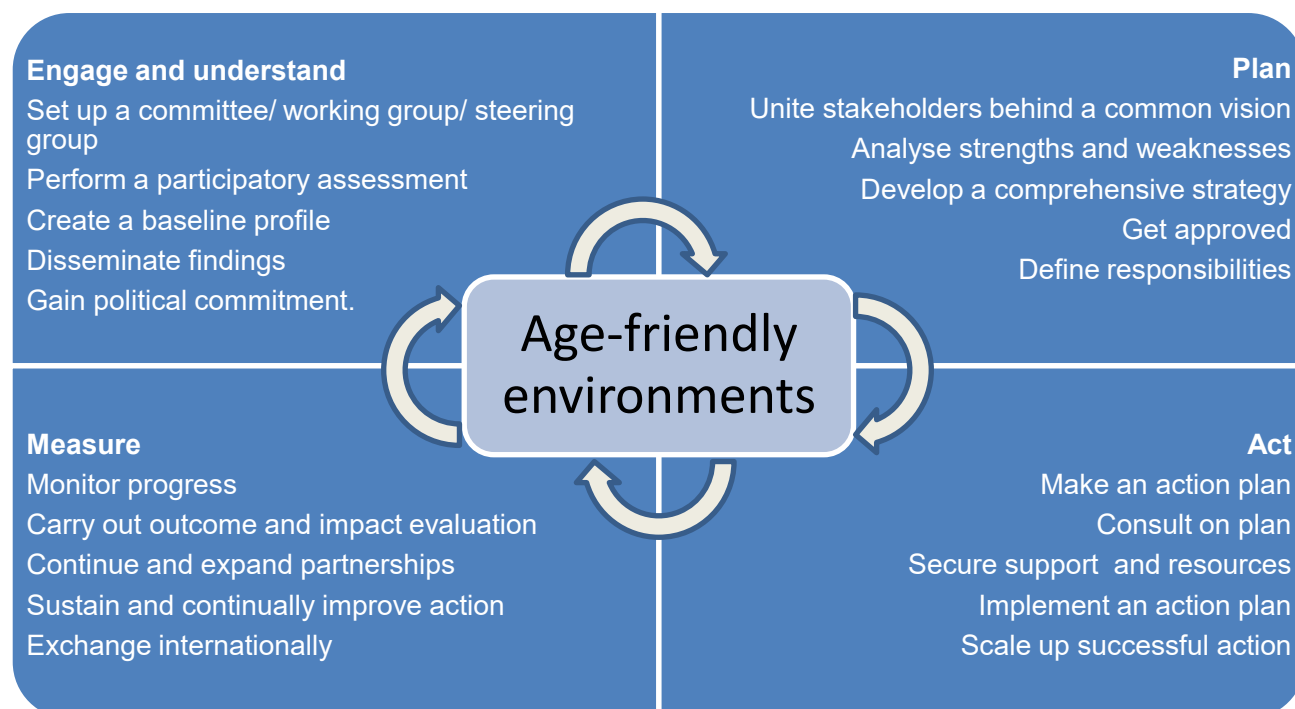 Engage and understand
Set up a committee/ working group/ steering
group
Perform a participatory assessment
Create a baseline profile
Disseminate findings
Gain political commitment.
Plan
Unite stakeholders behind a common vision
Analyse strengths and weaknesses
Develop a comprehensive strategy
Get approved
Define responsibilities
Age-friendly
environments
Measure
Monitor progress
Carry out outcome and impact evaluation
Continue and expand partnerships
Sustain and continually improve action
Exchange internationally
Act
Make an action plan
Consult on plan
Secure support  and resources
Implement an action plan
Scale up successful action